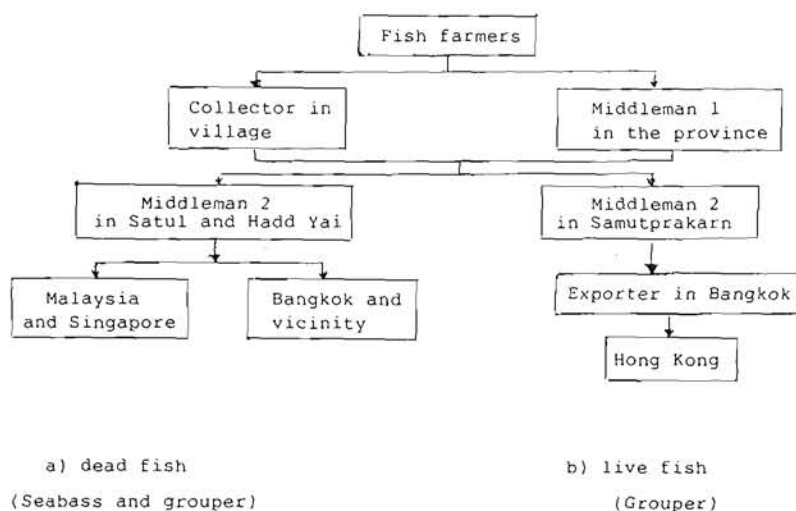 Fish farmers
Collector in
village
Middleman 1
in the province
Middleman 2
in Satul and Hadd Yai
Middleman 2
in Samutprakarn
Malaysia
and Singapore
Bangkok and
vicinity
Exporter in Bangkok
Hong Kong
a) dead fish
(Seabass and grouper)
b) live fish
(Grouper)